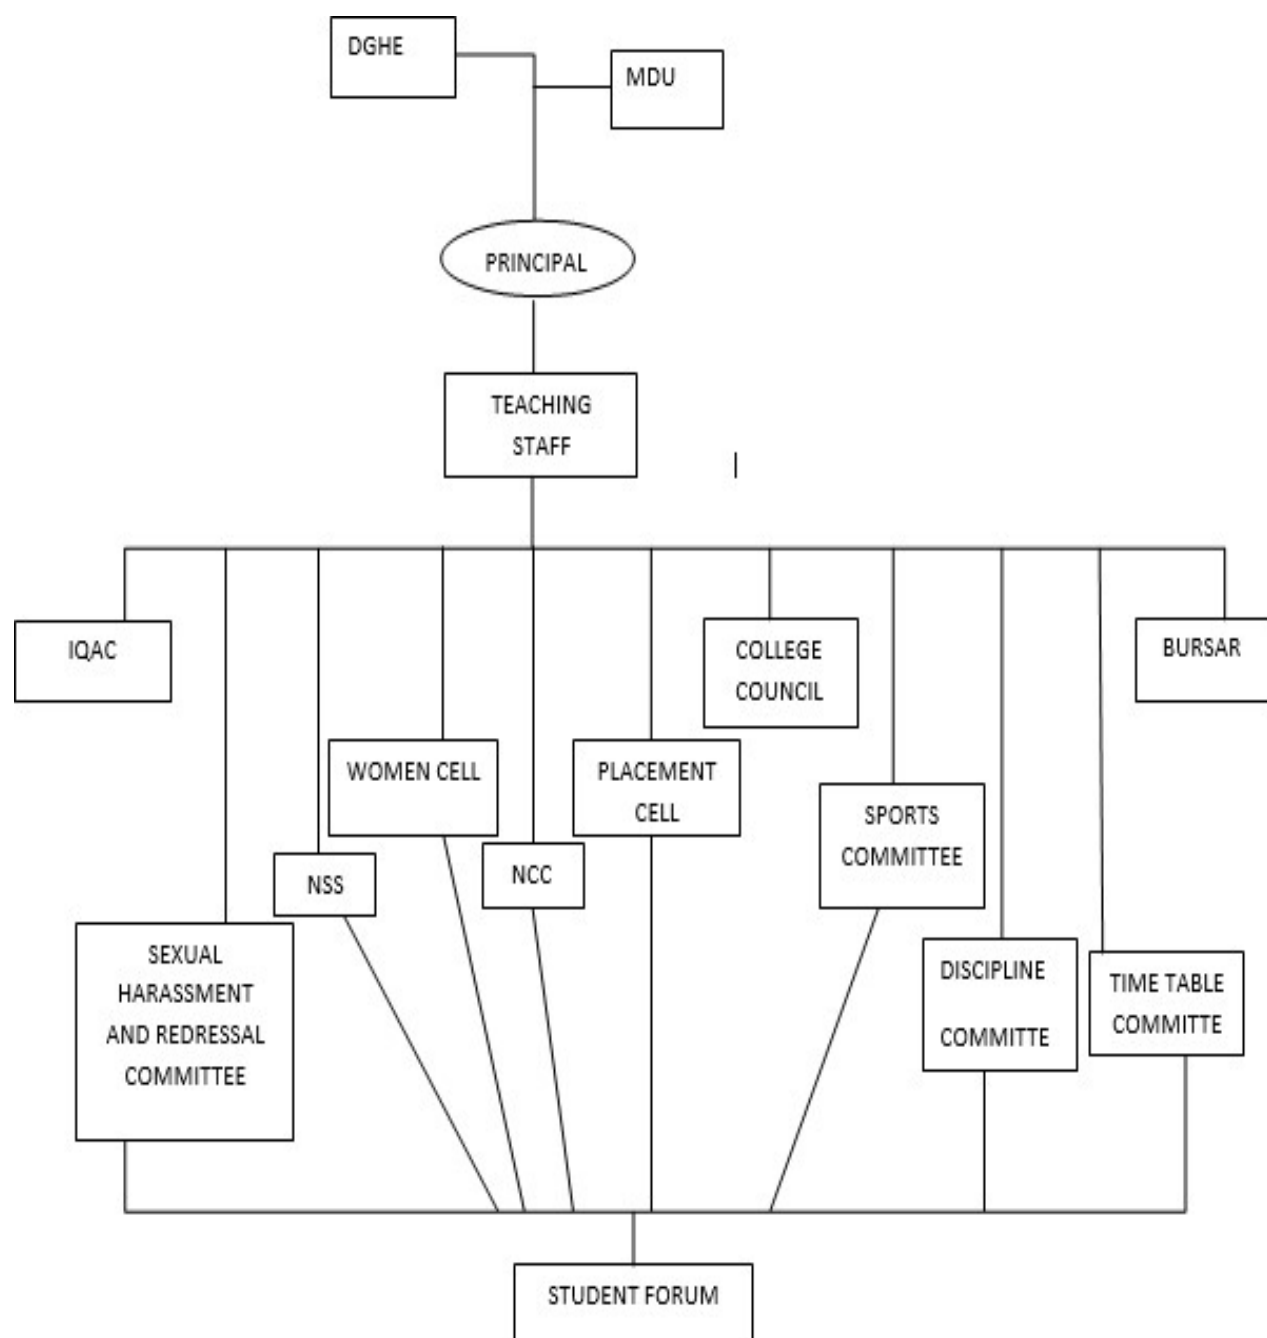 DGHE
MDU
PRINCIPAL
TEACHING
STAFF
IQAC
COLLEGE
COUNCIL
BURSAR
WOMEN CELL
PLACEMENT
CELL
SPORTS
COMMITTEE
NSS
NCC
SEXUAL
HARASSMENT
AND REDRESSAL
COMMITTEE
DISCIPLINE
COMMITTE
TIME TABLE
COMMITTE
STUDENT FORUM